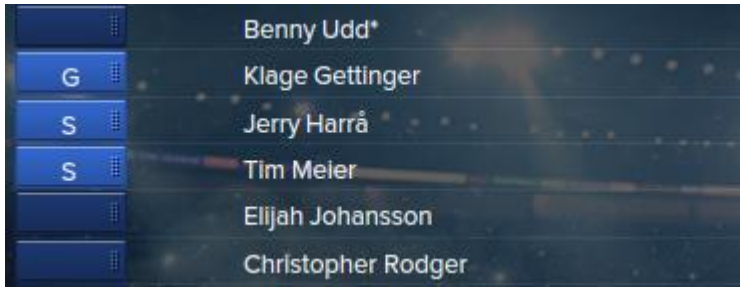 Benny Udd*
G Klage Gettinger
S Jerry Harrå
S Tim Meier
Elijah Johansson
Christopher Rodger